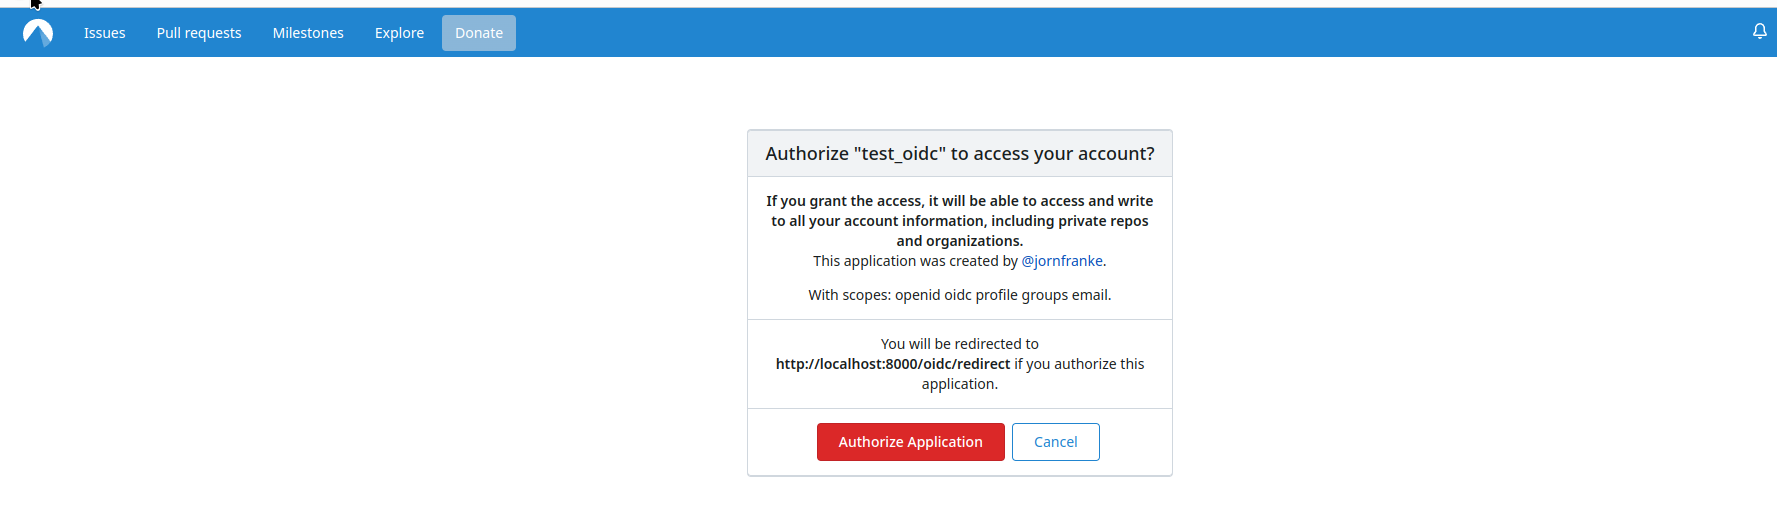 Issues Pull requests Milestones Explore Donate
Authorize "test_oidc" to access your account?
If you grant the access, it will be able to access and write
to all your account information, including private repos
and organizations.
This application was created by @jornfranke.
With scopes: openid oidc profile groups email.
You will be redirected to
http://localhost:8000/oidc/redirect if you authorize this
application.
Authorize Application Cancel